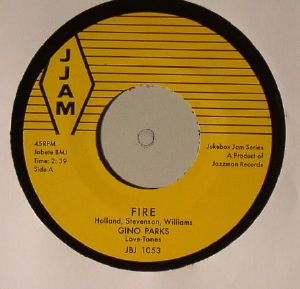 JJAM
45RPM
Jobete BMI
Time: 2:39
Side A
Jukebox Jam Series
A Product of
Jazzman Records
FIRE
Holland, Stevenson, Williams
GINO PARKS
Love-Tones
JBJ 1053